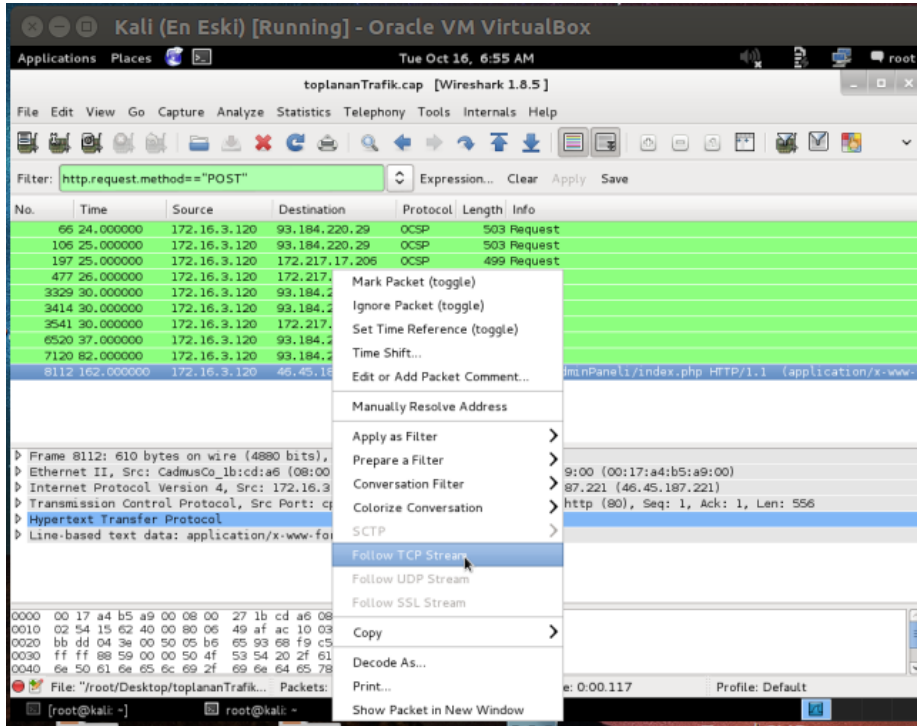 Kali (En Eski) [Running] - Oracle VM VirtualBox
Applications Places Tue Oct 16, 6:55 AM root
toplananTrafik.cap [Wireshark 1.8.5 ]
File Edit View Go Capture Analyze Statistics Telephony Tools Internals Help
Filter: http.request.method=="POST" Expression... Clear Apply Save
No. Time Source Destination Protocol Length Info
66 24.000000 172.16.3.120 93.184.220.29 OCSP 503 Request
106 25.000000 172.16.3.120 93.184.220.29 OCSP 503 Request
197 25.000000 172.16.3.120 172.217.17.206 OCSP 499 Request
477 26.000000 172.16.3.120 172.217.
3329 30.000000 172.16.3.120 93.184.2
3414 30.000000 172.16.3.120 93.184.2
3541 30.000000 172.16.3.120 172.217.
6520 37.000000 172.16.3.120 93.184.2
7120 82.000000 172.16.3.120 93.184.2
8112 162.000000 172.16.3.120 46.45.18 dminPaneli/index.php HTTP/1.1 (application/x-www-
Mark Packet (toggle)
Ignore Packet (toggle)
Set Time Reference (toggle)
Time Shift...
Edit or Add Packet Comment...
Manually Resolve Address
Apply as Filter
Prepare a Filter
Conversation Filter
Colorize Conversation
SCTP
Follow TCP Stream
Follow UDP Stream
Follow SSL Stream
Copy
Decode As...
Print...
Show Packet in New Window
Frame 8112: 610 bytes on wire (4880 bits),
Ethernet II, Src: CadmusCo_1b:cd:a6 (08:00 9:00 (00:17:a4:b5:a9:00)
Internet Protocol Version 4, Src: 172.16.3 87.221 (46.45.187.221)
Transmission Control Protocol, Src Port: cp http (80), Seq: 1, Ack: 1, Len: 556
Hypertext Transfer Protocol
Line-based text data: application/x-www-fo
0000 00 17 a4 b5 a9 00 08 00 27 1b cd a6 08
0010 02 54 15 62 40 00 80 06 49 af ac 10 03
0020 bb dd 04 3e 00 50 05 b6 65 93 68 f9 c5
0030 ff ff 88 59 00 00 50 4f 53 54 20 2f 61
0040 6e 50 61 6e 65 6c 69 2f 69 6e 64 65 78
File: "/root/Desktop/toplananTrafik... Packets: e: 0:00.117 Profile: Default
[root@kali: ~] root@kali: ~